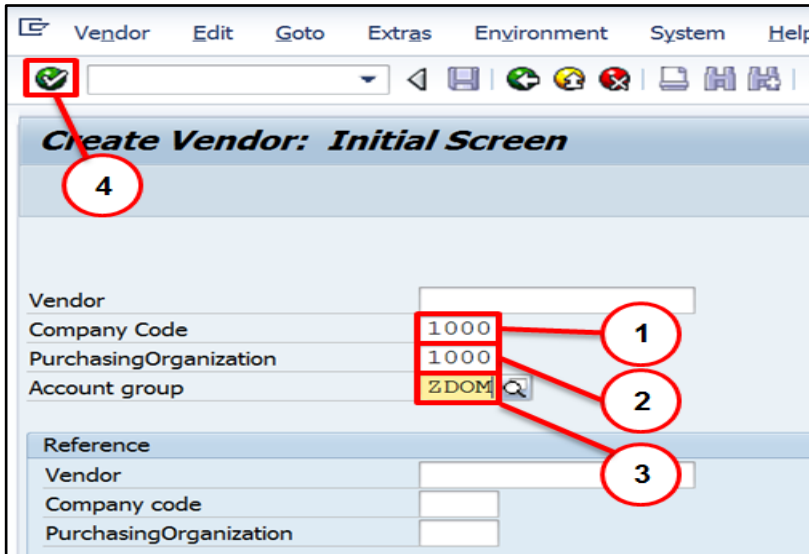 Vendor Edit Goto Extras Environment System Help
Create Vendor: Initial Screen
4
Vendor
Company Code 1000
1
PurchasingOrganization 1000
Account group ZDOM
2
Reference
Vendor
3
Company code
PurchasingOrganization